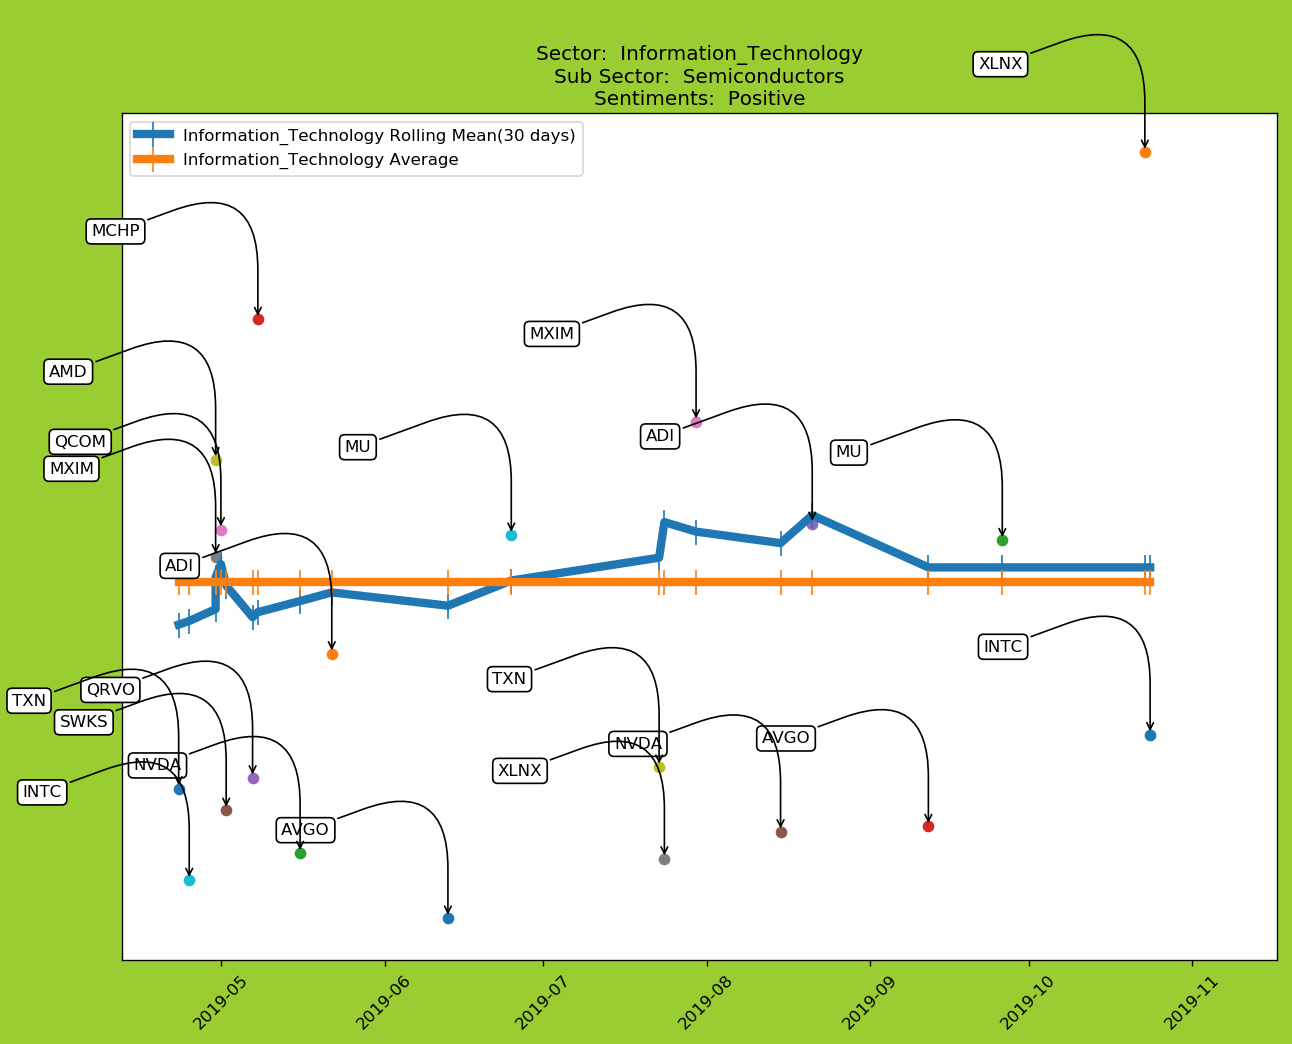 Sector:  Information_Technology
Sub Sector:  Semiconductors
Sentiments:  Positive
XLNX
Information_Technology Rolling Mean(30 days)
Information_Technology Average
MCHP
MXIM
AMD
ADI
QCOM
MU
MU
MXIM
ADI
INTC
TXN
QRVO
TXN
SWKS
AVGO
NVDA
NVDA
XLNX
INTC
AVGO
2019-05
2019-06
2019-07
2019-08
2019-09
2019-10
2019-11